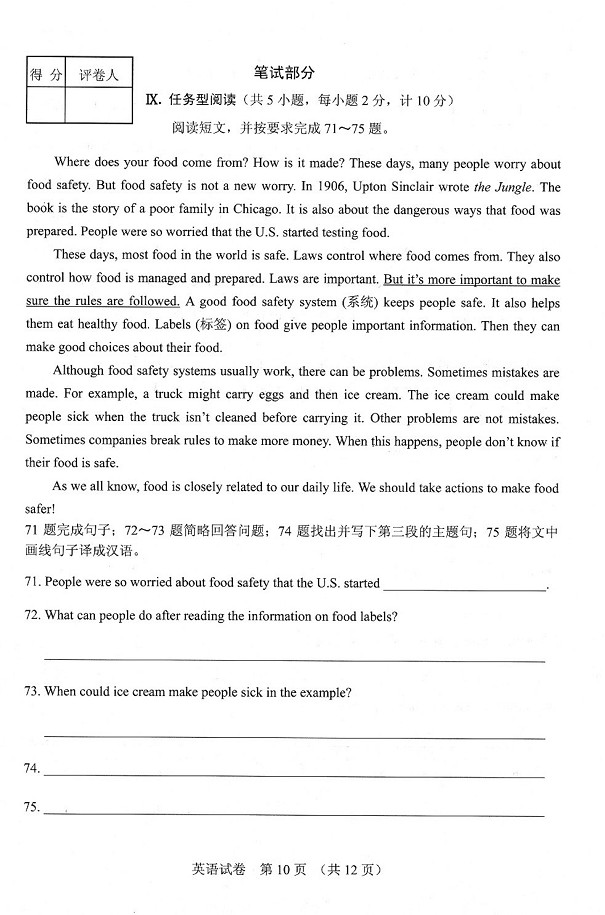 得 分 评卷人
笔试部分
Ⅸ. 任务型阅读（共 5 小题，每小题 2 分，计 10 分）
阅读短文，并按要求完成 71～75 题。
Where does your food come from? How is it made? These days, many people worry about
food safety. But food safety is not a new worry. In 1906, Upton Sinclair wrote the Jungle. The
book is the story of a poor family in Chicago. It is also about the dangerous ways that food was
prepared. People were so worried that the U.S. started testing food.
These days, most food in the world is safe. Laws control where food comes from. They also
control how food is managed and prepared. Laws are important. But it's more important to make
sure the rules are followed. A good food safety system (系统) keeps people safe. It also helps
them eat healthy food. Labels (标签) on food give people important information. Then they can
make good choices about their food.
Although food safety systems usually work, there can be problems. Sometimes mistakes are
made. For example, a truck might carry eggs and then ice cream. The ice cream could make
people sick when the truck isn't cleaned before carrying it. Other problems are not mistakes.
Sometimes companies break rules to make more money. When this happens, people don't know if
their food is safe.
As we all know, food is closely related to our daily life. We should take actions to make food
safer!
71 题完成句子；72～73 题简略回答问题；74 题找出并写下第三段的主题句；75 题将文中
画线句子译成汉语。
71. People were so worried about food safety that the U.S. started ____________________.
72. What can people do after reading the information on food labels?
73. When could ice cream make people sick in the example?
74.
75.
英语试卷 第 10 页 （共 12 页）